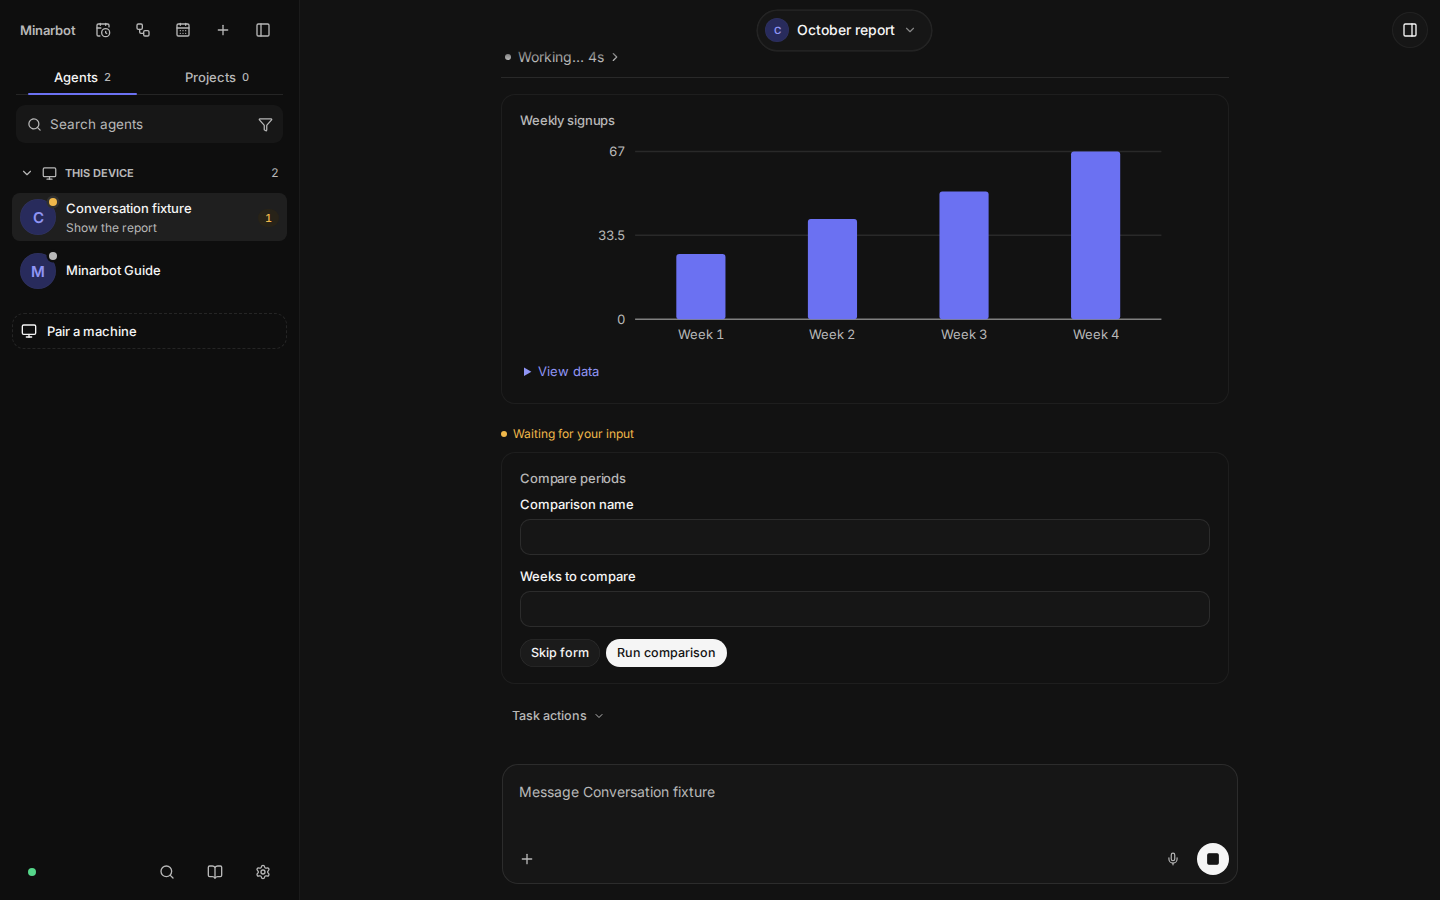 Minarbot
Agents 2
Projects 0
Search agents
THIS DEVICE 2
C
Conversation fixture
Show the report
1
M
Minarbot Guide
Pair a machine
C October report
Working... 4s
Weekly signups
67
33.5
0
Week 1 Week 2 Week 3 Week 4
View data
Waiting for your input
Compare periods
Comparison name
Weeks to compare
Skip form Run comparison
Task actions
Message Conversation fixture